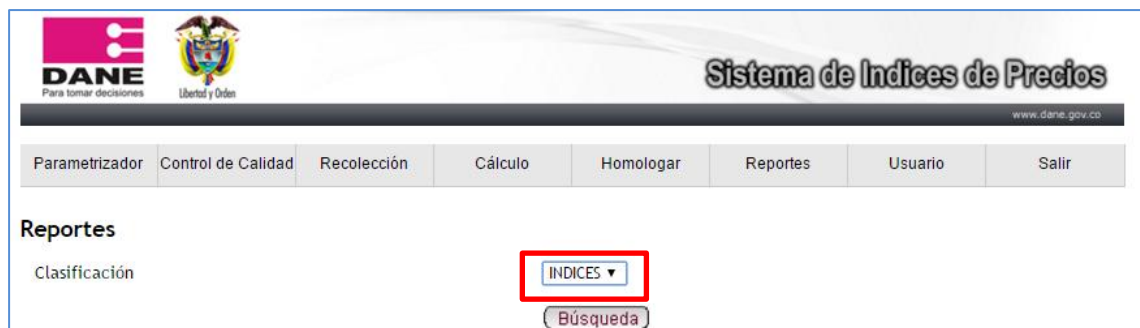 DANE
Para tomar decisiones
Libertad y Orden
Sistema de Indices de Precios
www.dane.gov.co
Parametrizador Control de Calidad Recolección Cálculo Homologar Reportes Usuario Salir
Reportes
Clasificación INDICES ▼
Búsqueda